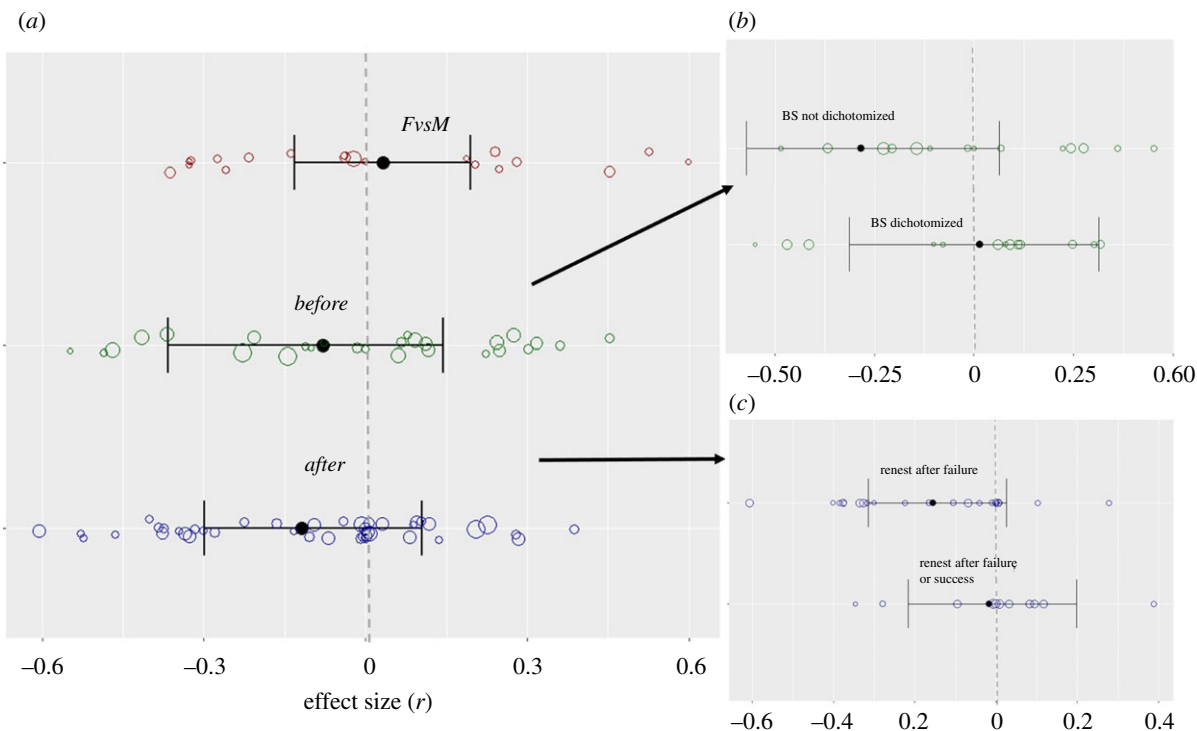 (a)
FvsM
before
after
–0.6 –0.3 0 0.3 0.6
effect size (r)
(b)
BS not dichotomized
BS dichotomized
–0.50 –0.25 0 0.25 0.60
(c)
renest after failure
renest after failure
or success
–0.6 –0.4 0.2 0 0.2 0.4